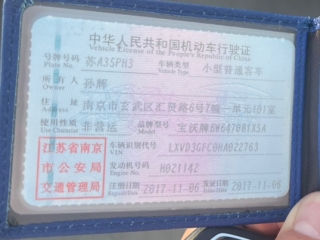 中华人民共和国机动车行驶证
Vehicle License of the People's Republic of China
号牌号码 苏A35PH3 车辆类型 小型普通客车
Plate No. Vehicle Type
所有人 孙辉
Owner
住址 南京市玄武区汇贤路6号7幢一单元101室
Address
使用性质 非营运 品牌型号 宝沃牌BW6470B1XSA
Use Character Model
江苏省南京
市公安局
交通管理局
车辆识别代号 LXVD3GFC0HA022763
VIN
发动机号码 H021142
Engine No.
注册日期 2017-11-06 发证日期 2017-11-06
Register Date Issue Date